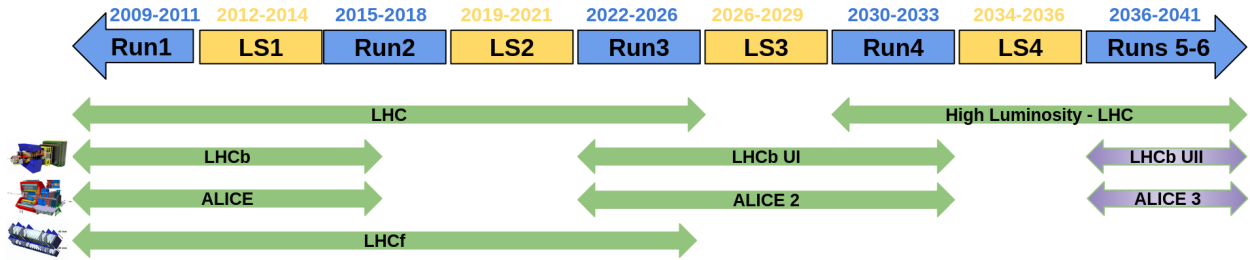 2009-2011 2012-2014 2015-2018 2019-2021 2022-2026 2026-2029 2030-2033 2034-2036 2036-2041
Run1 LS1 Run2 LS2 Run3 LS3 Run4 LS4 Runs 5-6
LHC High Luminosity - LHC
LHCb LHCb UI LHCb UII
ALICE ALICE 2 ALICE 3
LHCf